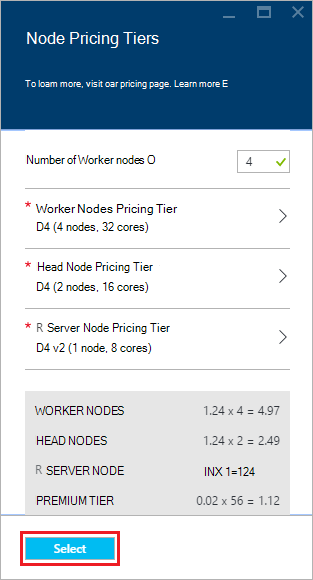 Node Pricing Tiers
To loam more, visit oar pricing page. Learn more E
Number of Worker nodes O
4
* Worker Nodes Pricing Tier
D4 (4 nodes, 32 cores)
* Head Node Pricing Tier
D4 (2 nodes, 16 cores)
* R Server Node Pricing Tier
D4 v2 (1 node, 8 cores)
WORKER NODES 1.24 x 4 = 4.97
HEAD NODES 1.24 x 2 = 2.49
R SERVER NODE INX 1=124
PREMIUM TIER 0.02 x 56 = 1.12
Select